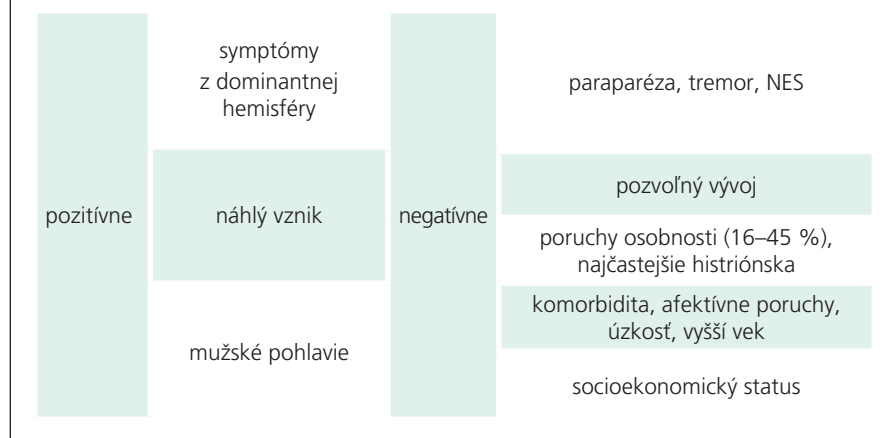 pozitívne
symptómy
z dominantnej
hemisféry
náhlý vznik
mužské pohlavie
negatívne
paraparéza, tremor, NES
pozvoľný vývoj
poruchy osobnosti (16–45 %),
najčastejšie histriónska
komorbidita, afektívne poruchy,
úzkosť, vyšší vek
socioekonomický status